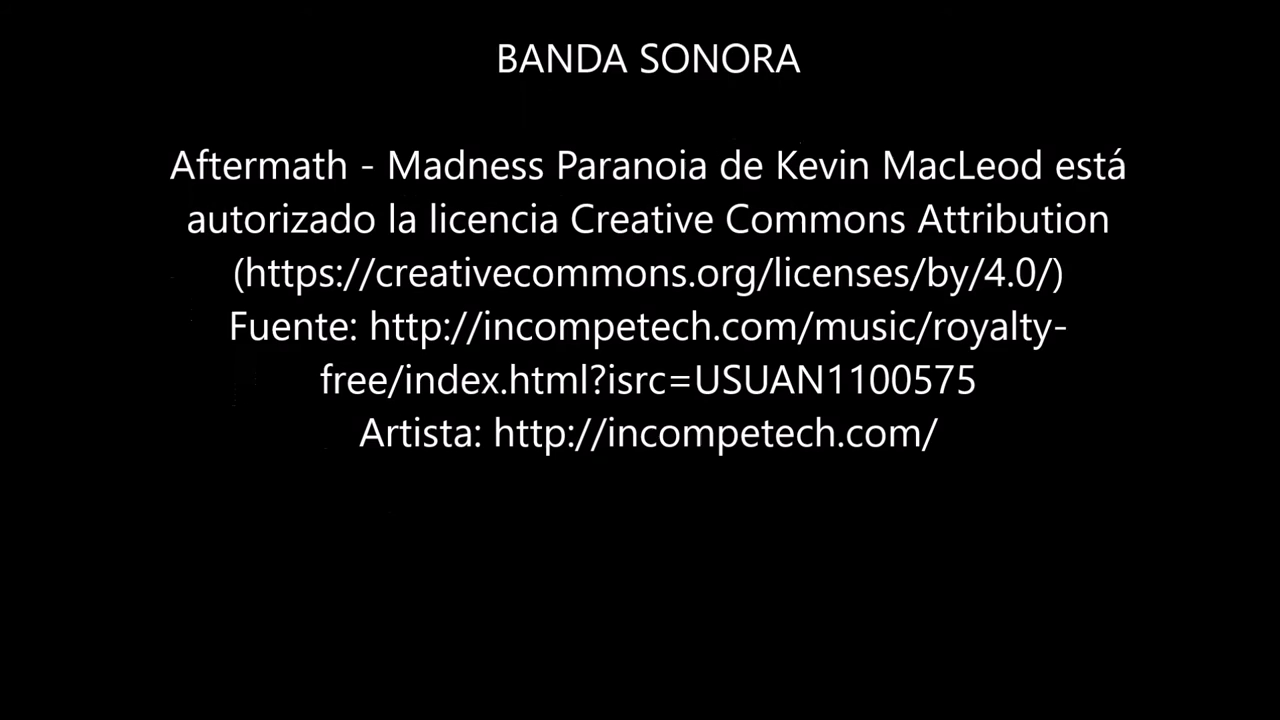 BANDA SONORA
Aftermath - Madness Paranoia de Kevin MacLeod está
autorizado la licencia Creative Commons Attribution
(https://creativecommons.org/licenses/by/4.0/)
Fuente: http://incompetech.com/music/royalty-
free/index.html?isrc=USUAN1100575
Artista: http://incompetech.com/